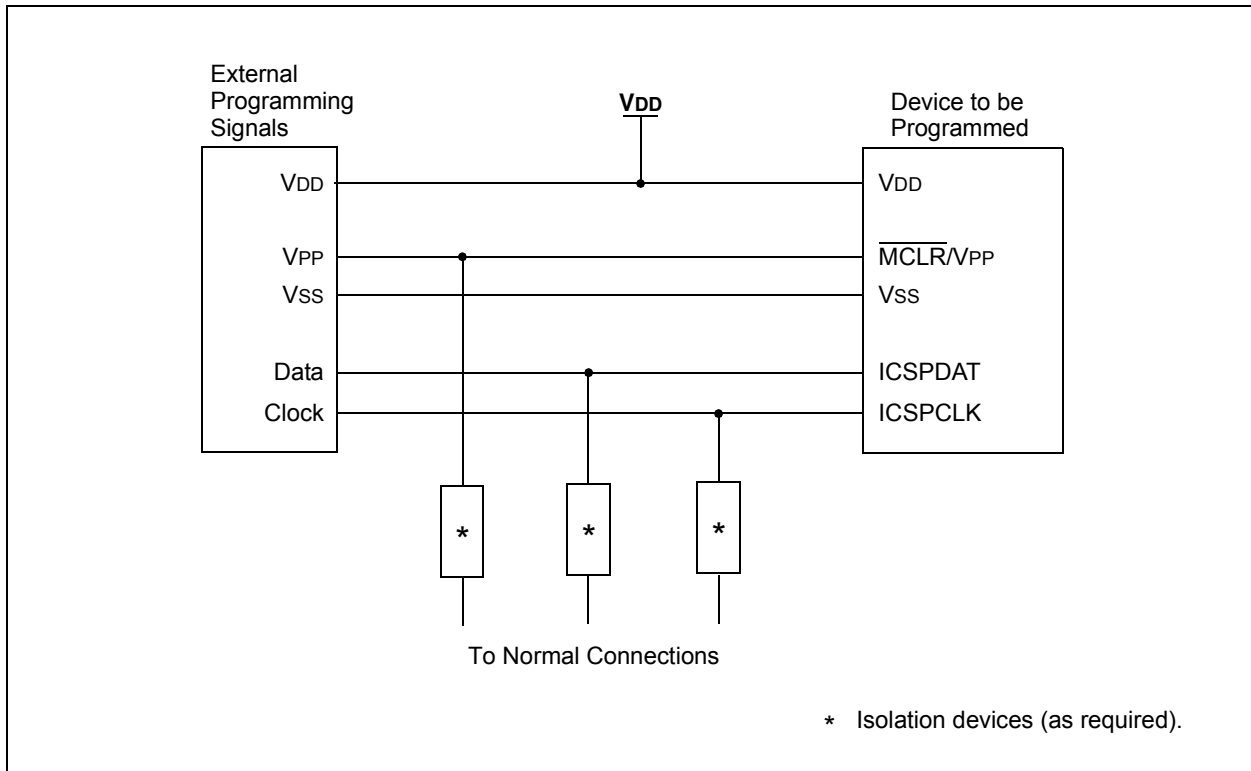 External
Programming
Signals
VDD
Device to be
Programmed
VDD
VPP
VSS
Data
Clock
VDD
MCLR/VPP
VSS
ICSPDAT
ICSPCLK
*
*
*
To Normal Connections
* Isolation devices (as required).